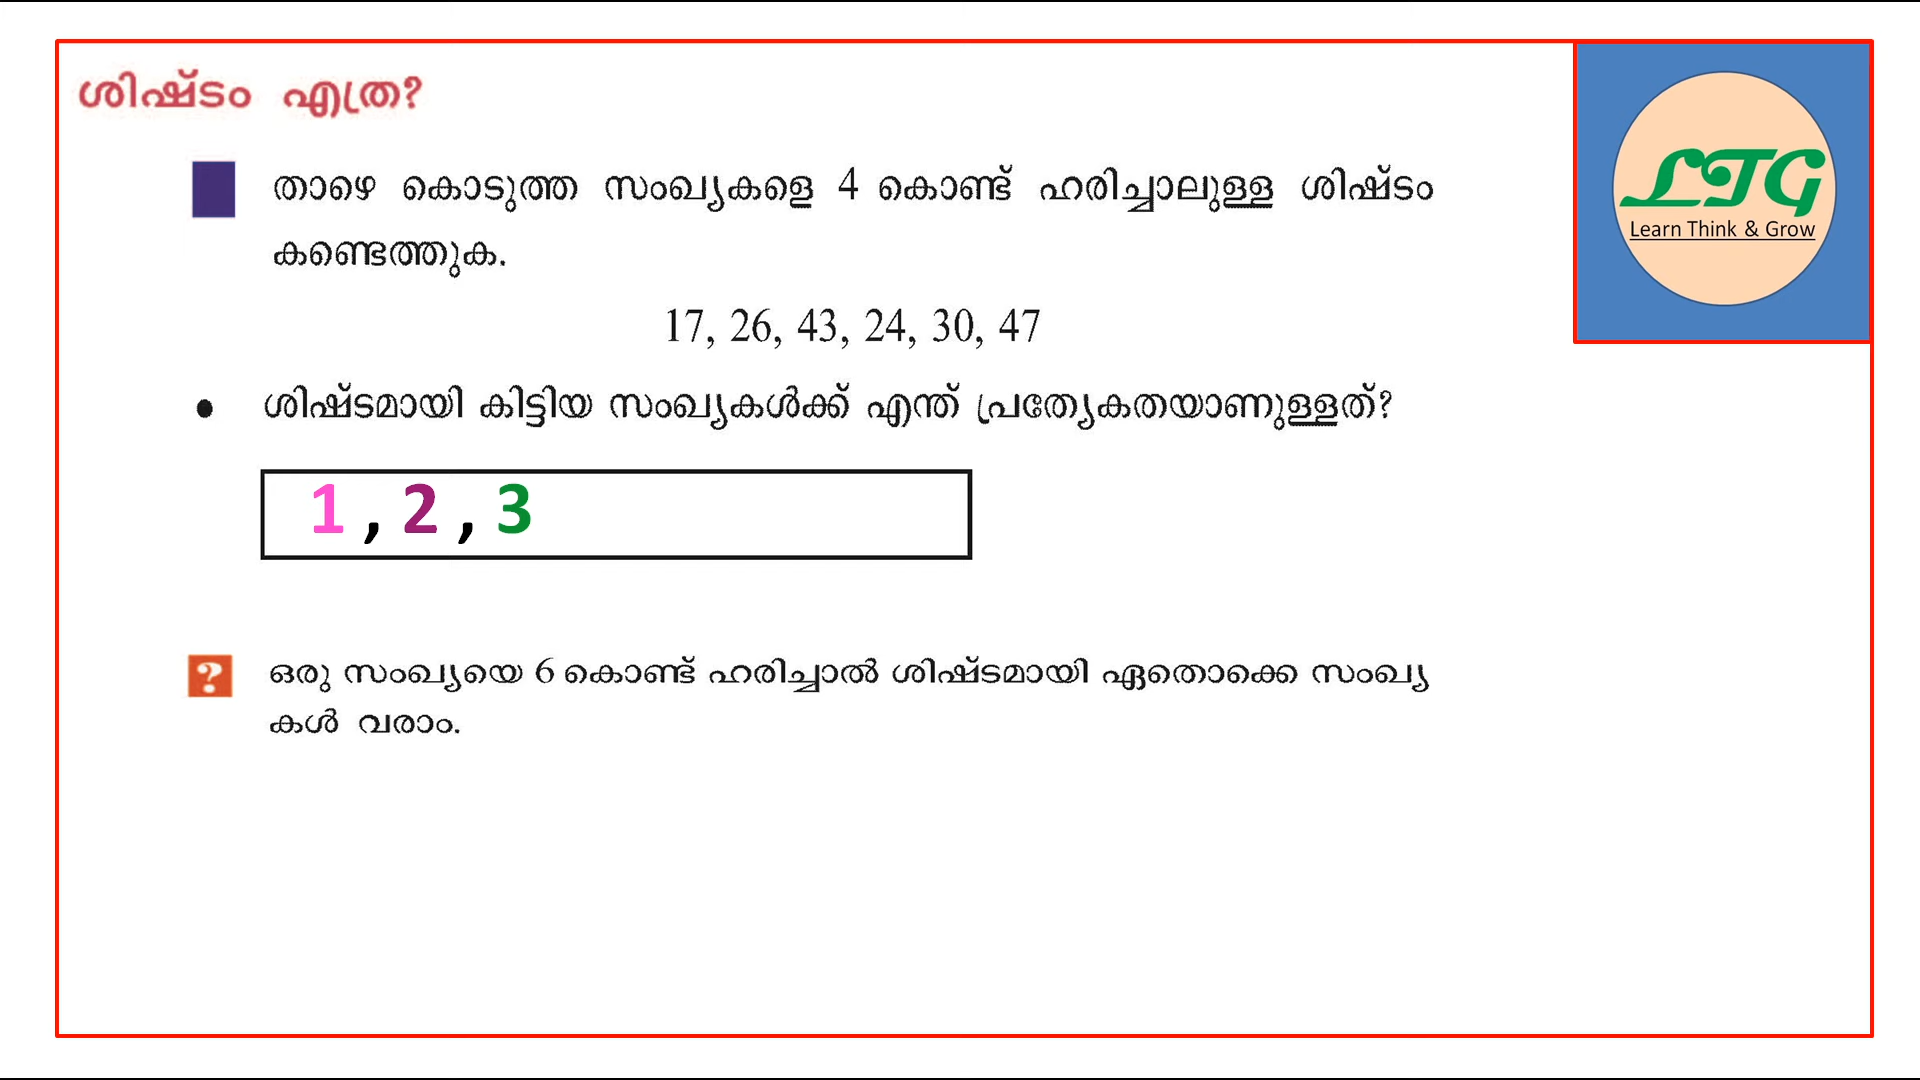 ശിഷ്ടം എത്ര?
LTG
Learn Think & Grow
താഴെ കൊടുത്ത സംഖ്യകളെ 4 കൊണ്ട് ഹരിച്ചാലുള്ള ശിഷ്ടം
കണ്ടെത്തുക.
17, 26, 43, 24, 30, 47
• ശിഷ്ടമായി കിട്ടിയ സംഖ്യകൾക്ക് എന്ത് പ്രത്യേകതയാണുള്ളത്?
1 , 2 , 3
? ഒരു സംഖ്യയെ 6 കൊണ്ട് ഹരിച്ചാൽ ശിഷ്ടമായി ഏതൊക്കെ സംഖ്യ
കൾ വരാം.